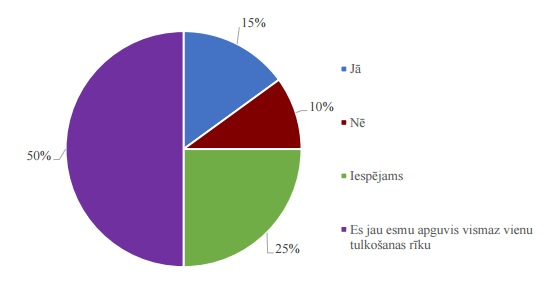 15%
10%
25%
50%
Jā
Nē
Iespējams
Es jau esmu apguvis vismaz vienu
tulkošanas rīku